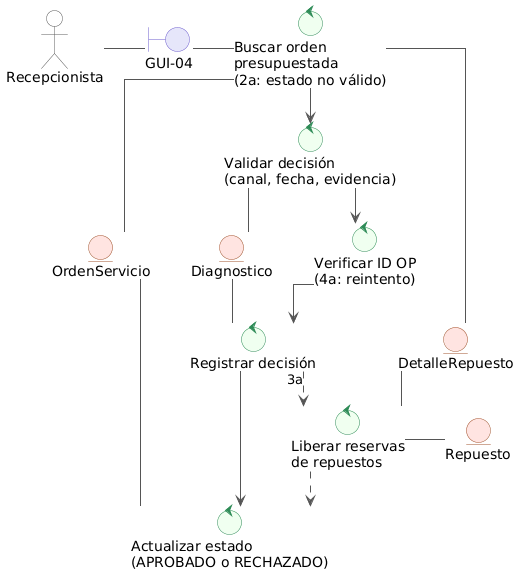 Recepcionista
GUI-04
Buscar orden
presupuestada
(2a: estado no válido)
Validar decisión
(canal, fecha, evidencia)
OrdenServicio
Diagnostico
Verificar ID OP
(4a: reintento)
Registrar decisión
3a
DetalleRepuesto
Liberar reservas
de repuestos
Repuesto
Actualizar estado
(APROBADO o RECHAZADO)